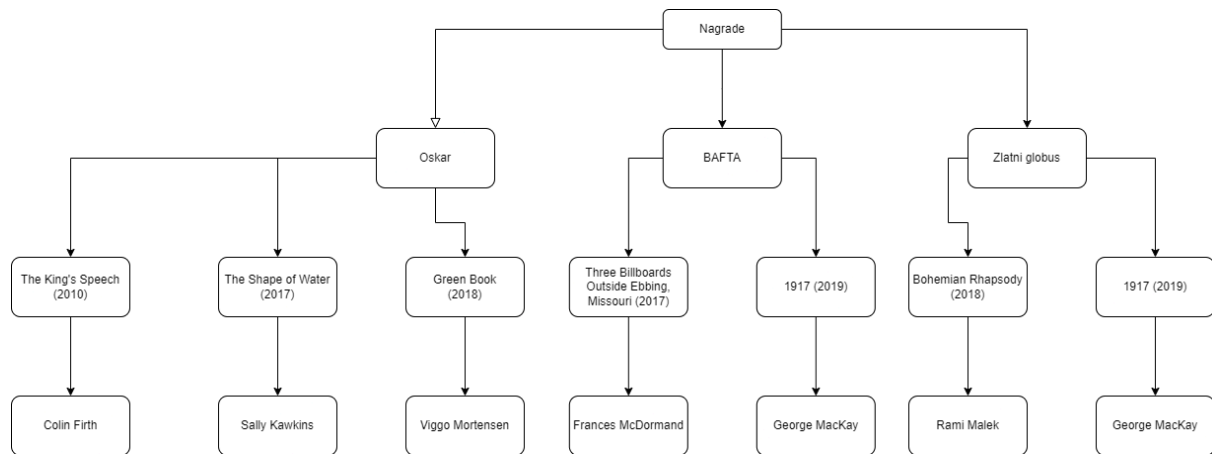 Nagrade
Oskar
BAFTA
Zlatni globus
The King's Speech
(2010)
The Shape of Water
(2017)
Green Book
(2018)
Three Billboards
Outside Ebbing,
Missouri (2017)
1917 (2019)
Bohemian Rhapsody
(2018)
1917 (2019)
Colin Firth
Sally Kawkins
Viggo Mortensen
Frances McDormand
George MacKay
Rami Malek
George MacKay